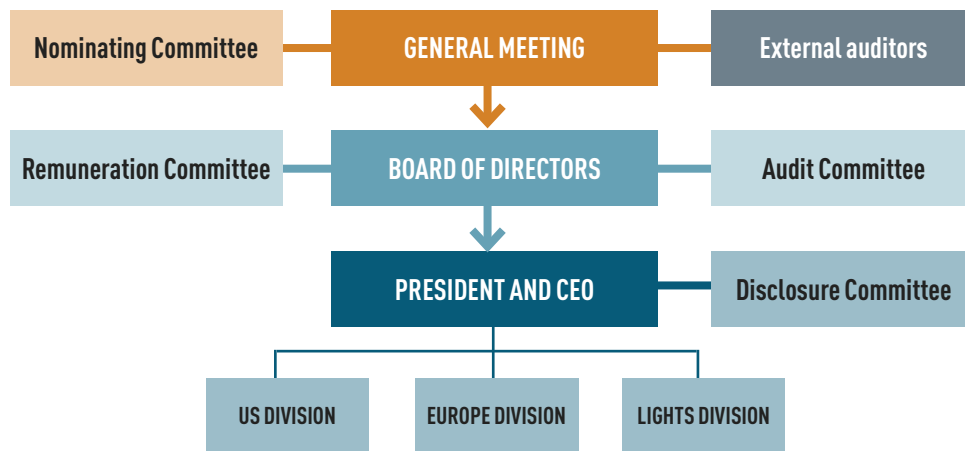 Nominating Committee
GENERAL MEETING
External auditors
Remuneration Committee
BOARD OF DIRECTORS
Audit Committee
PRESIDENT AND CEO
Disclosure Committee
US DIVISION
EUROPE DIVISION
LIGHTS DIVISION